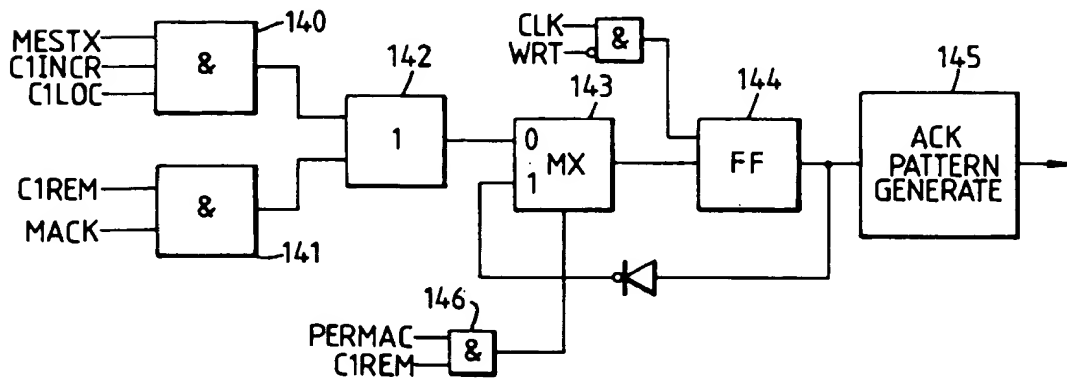 140
MESTX
C1INCR
C1LOC
&
142
1
C1REM
MACK
&
141
CLK
WRT
&
143
0
1
MX
144
FF
145
ACK
PATTERN
GENERATE
146
PERMAC
C1REM
&